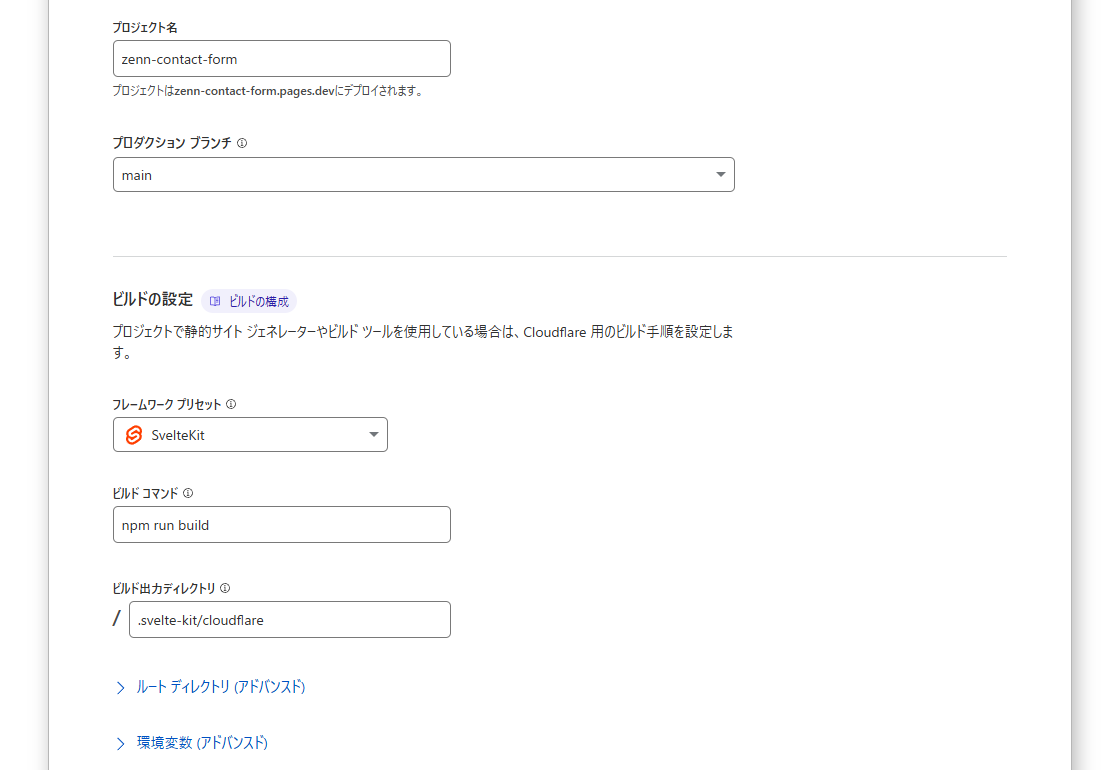 プロジェクト名
zenn-contact-form
プロジェクトはzenn-contact-form.pages.devにデプロイされます。
プロダクション ブランチ
main
ビルドの設定 ビルドの構成
プロジェクトで静的サイト ジェネレーターやビルド ツールを使用している場合は、Cloudflare 用のビルド手順を設定しま
す。
フレームワーク プリセット
SvelteKit
ビルド コマンド
npm run build
ビルド出力ディレクトリ
/ .svelte-kit/cloudflare
ルート ディレクトリ (アドバンスド)
環境変数 (アドバンスド)